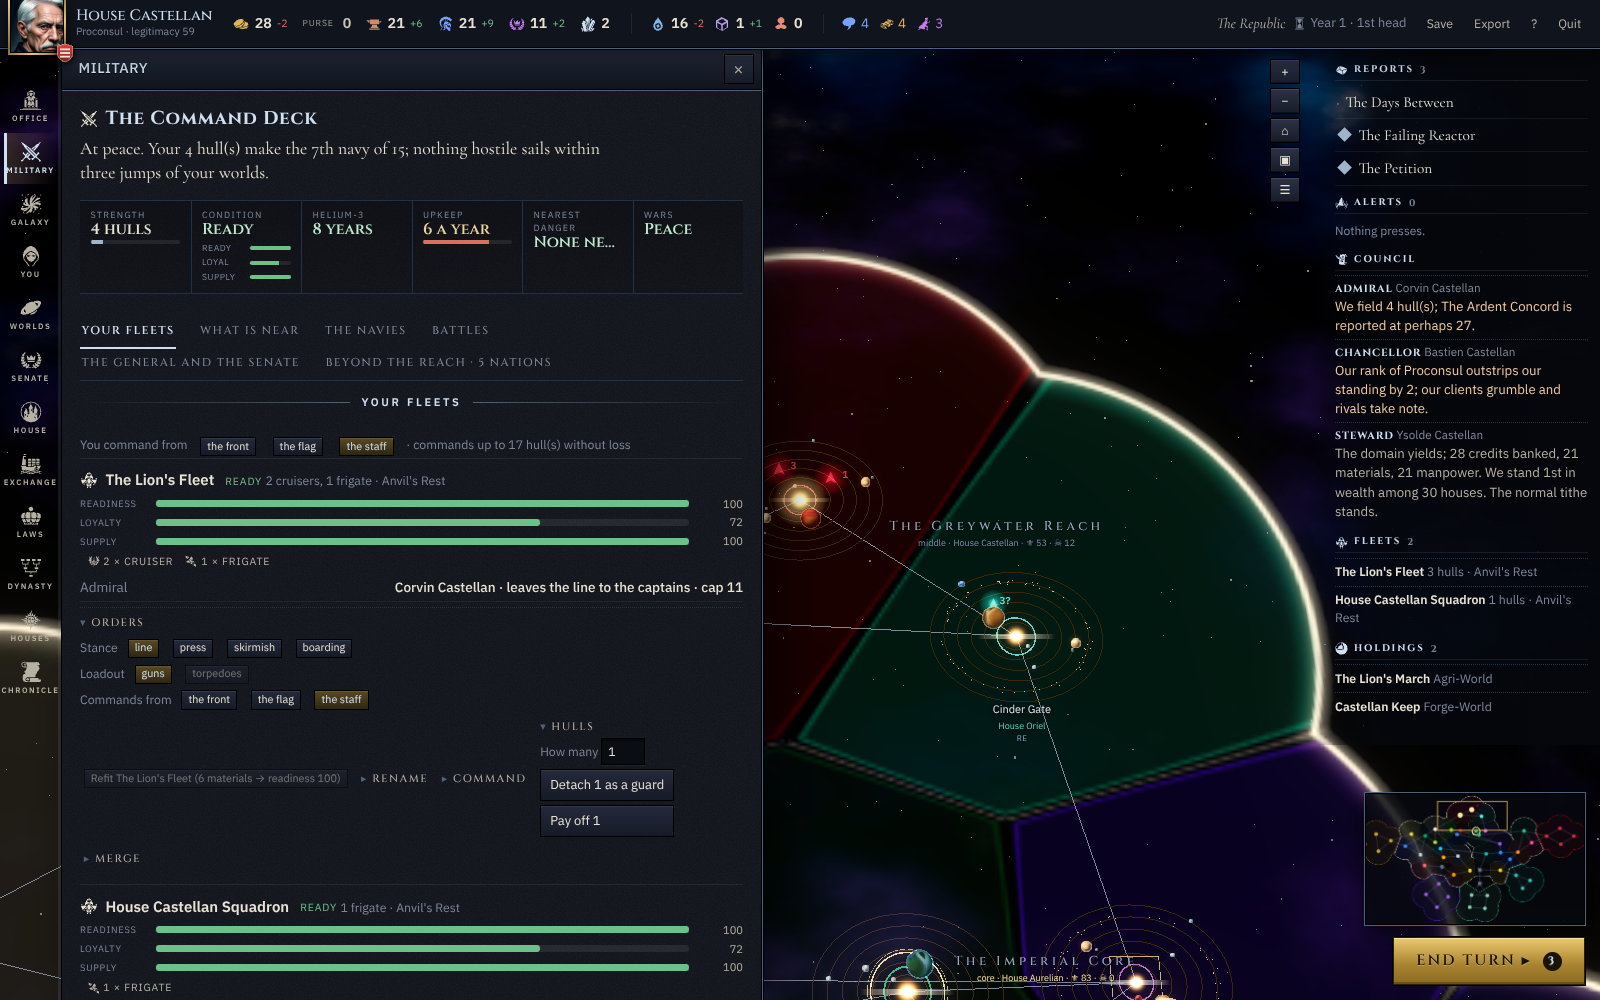 House Castellan
Proconsul · legitimacy 59
28 -2 PURSE 0 21 +6 21 +9 11 +2 2 16 -2 1 +1 0 4 4 3
The Republic Year 1 · 1st head Save Export ? Quit
OFFICE
MILITARY
GALAXY
YOU
WORLDS
SENATE
HOUSE
EXCHANGE
LAWS
DYNASTY
HOUSES
CHRONICLE
MILITARY ×
The Command Deck
At peace. Your 4 hull(s) make the 7th navy of 15; nothing hostile sails within
three jumps of your worlds.
STRENGTH
4 HULLS
CONDITION
READY
READY
LOYAL
SUPPLY
HELIUM-3
8 YEARS
UPKEEP
6 A YEAR
NEAREST DANGER
NONE NE...
WARS
PEACE
YOUR FLEETS WHAT IS NEAR THE NAVIES BATTLES
THE GENERAL AND THE SENATE BEYOND THE REACH · 5 NATIONS
YOUR FLEETS
You command from the front the flag the staff · commands up to 17 hull(s) without loss
The Lion's Fleet READY 2 cruisers, 1 frigate · Anvil's Rest
READINESS 100
LOYALTY 72
SUPPLY 100
2 × CRUISER 1 × FRIGATE
Admiral Corvin Castellan · leaves the line to the captains · cap 11
▾ ORDERS
Stance line press skirmish boarding
Loadout guns torpedoes
Commands from the front the flag the staff
▾ HULLS
How many 1
Refit The Lion's Fleet (6 materials → readiness 100) ▸ RENAME ▸ COMMAND
Detach 1 as a guard
Pay off 1
▸ MERGE
House Castellan Squadron READY 1 frigate · Anvil's Rest
READINESS 100
LOYALTY 72
SUPPLY 100
1 × FRIGATE
+
−
3
1
The Greywater Reach
middle · House Castellan · 53 · 12
3?
Cinder Gate
House Oriel
RE
The Imperial Core
core · House Aurelian · 83 · 0
REPORTS 3
· The Days Between
The Failing Reactor
The Petition
ALERTS 0
Nothing presses.
COUNCIL
ADMIRAL Corvin Castellan
We field 4 hull(s); The Ardent Concord is
reported at perhaps 27.
CHANCELLOR Bastien Castellan
Our rank of Proconsul outstrips our
standing by 2; our clients grumble and
rivals take note.
STEWARD Ysolde Castellan
The domain yields; 28 credits banked, 21
materials, 21 manpower. We stand 1st in
wealth among 30 houses. The normal tithe
stands.
FLEETS 2
The Lion's Fleet 3 hulls · Anvil's Rest
House Castellan Squadron 1 hulls · Anvil's
Rest
HOLDINGS 2
The Lion's March Agri-World
Castellan Keep Forge-World
END TURN ▸ 3